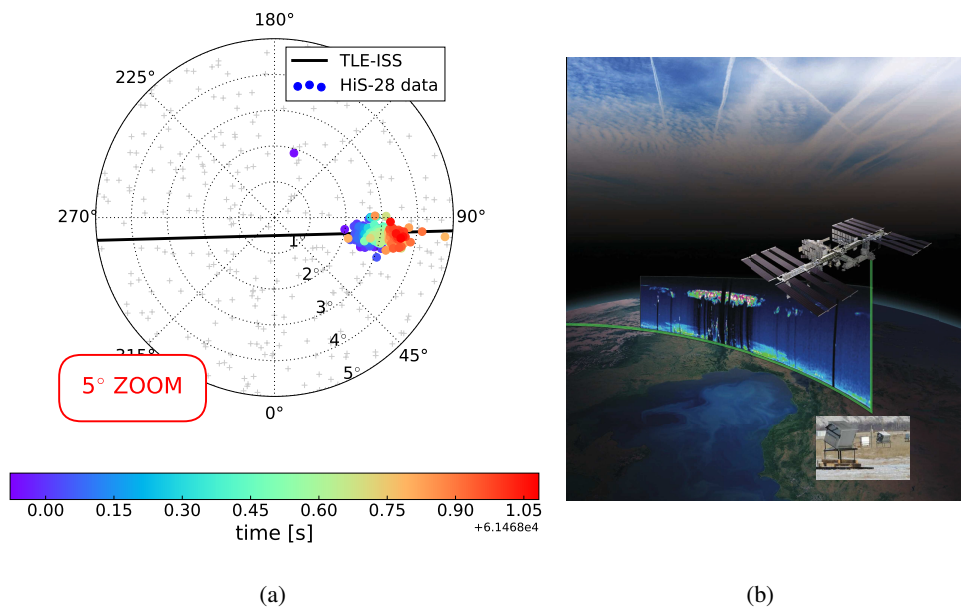 180°
TLE-ISS
HiS-28 data
225°
270°
90°
1°
2°
3°
4°
5°
45°
315°
0°
5° ZOOM
0.00 0.15 0.30 0.45 0.60 0.75 0.90 1.05
time [s]
+6.1468e4
(a)
(b)